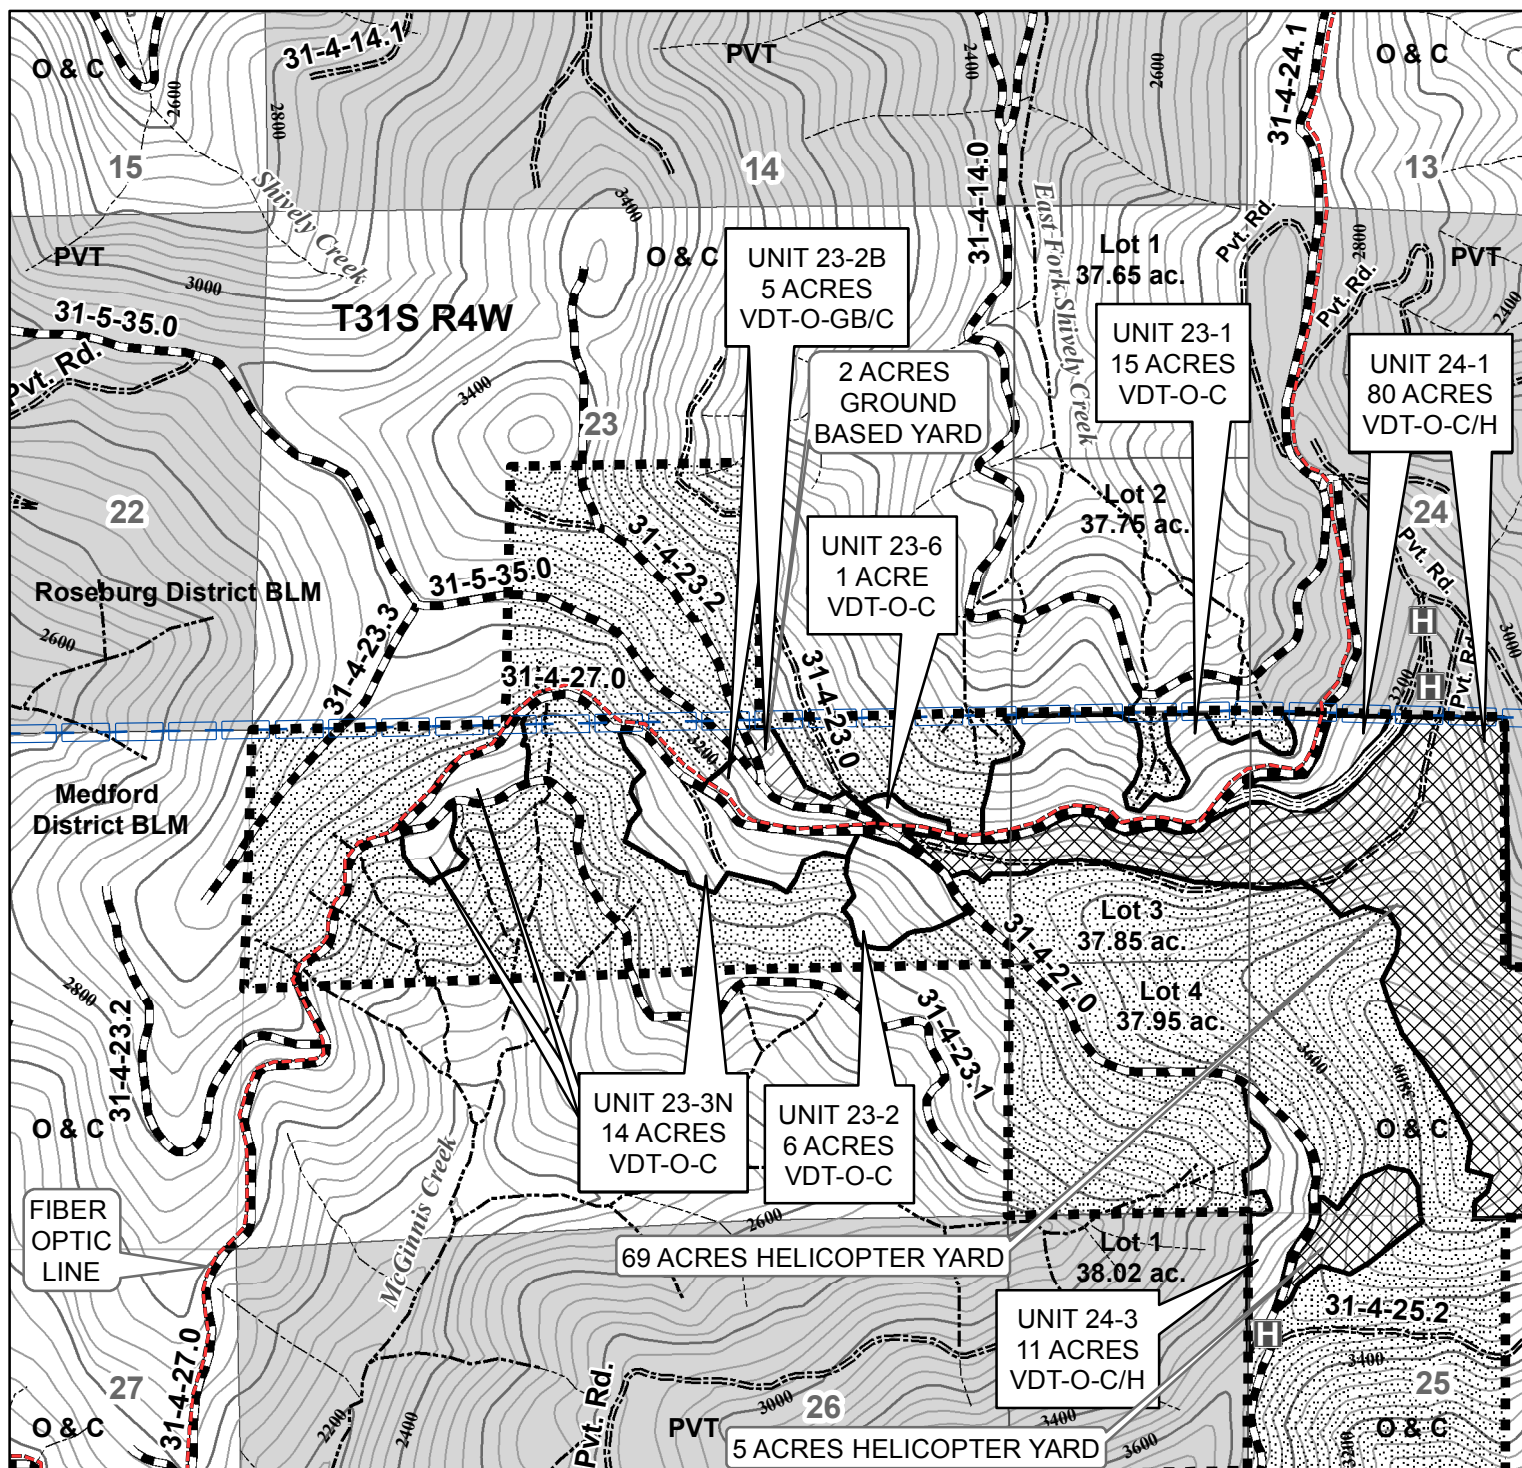 O & C
31-4-14.1
PVT
2400
2600
31-4-24.1
O & C
2600
2800
15
14
13
Shively Creek
3400
31-4-14.0
East Fork Shively Creek
Pvt. Rd.
PVT
3000
O & C
UNIT 23-2B
5 ACRES
VDT-O-GB/C
Lot 1
37.65 ac.
2800
Pvt. Rd.
PVT
2400
31-5-35.0
T31S R4W
Pvt. Rd.
2 ACRES
GROUND
BASED YARD
UNIT 23-1
15 ACRES
VDT-O-C
UNIT 24-1
80 ACRES
VDT-O-C/H
3400
23
22
Lot 2
37.75 ac.
24
31-4-23.2
UNIT 23-6
1 ACRE
VDT-O-C
Pvt. Rd.
Roseburg District BLM
31-5-35.0
2600
31-4-23.3
31-4-27.0
31-4-23.0
H
H
3200
Pvt. Rd.
3000
3200
Medford
District BLM
Lot 3
37.85 ac.
31-4-27.0
2800
31-4-23.2
Lot 4
37.95 ac.
31-4-23.1
3600
3600
UNIT 23-3N
14 ACRES
VDT-O-C
UNIT 23-2
6 ACRES
VDT-O-C
O & C
O & C
McGinnis Creek
FIBER
OPTIC
LINE
2600
69 ACRES HELICOPTER YARD
Lot 1
38.02 ac.
UNIT 24-3
11 ACRES
VDT-O-C/H
31-4-25.2
H
3400
31-4-27.0
27
2200
2400
Pvt. Rd.
3000
26
25
O & C
PVT
3400
O & C
5 ACRES HELICOPTER YARD
3600
3200